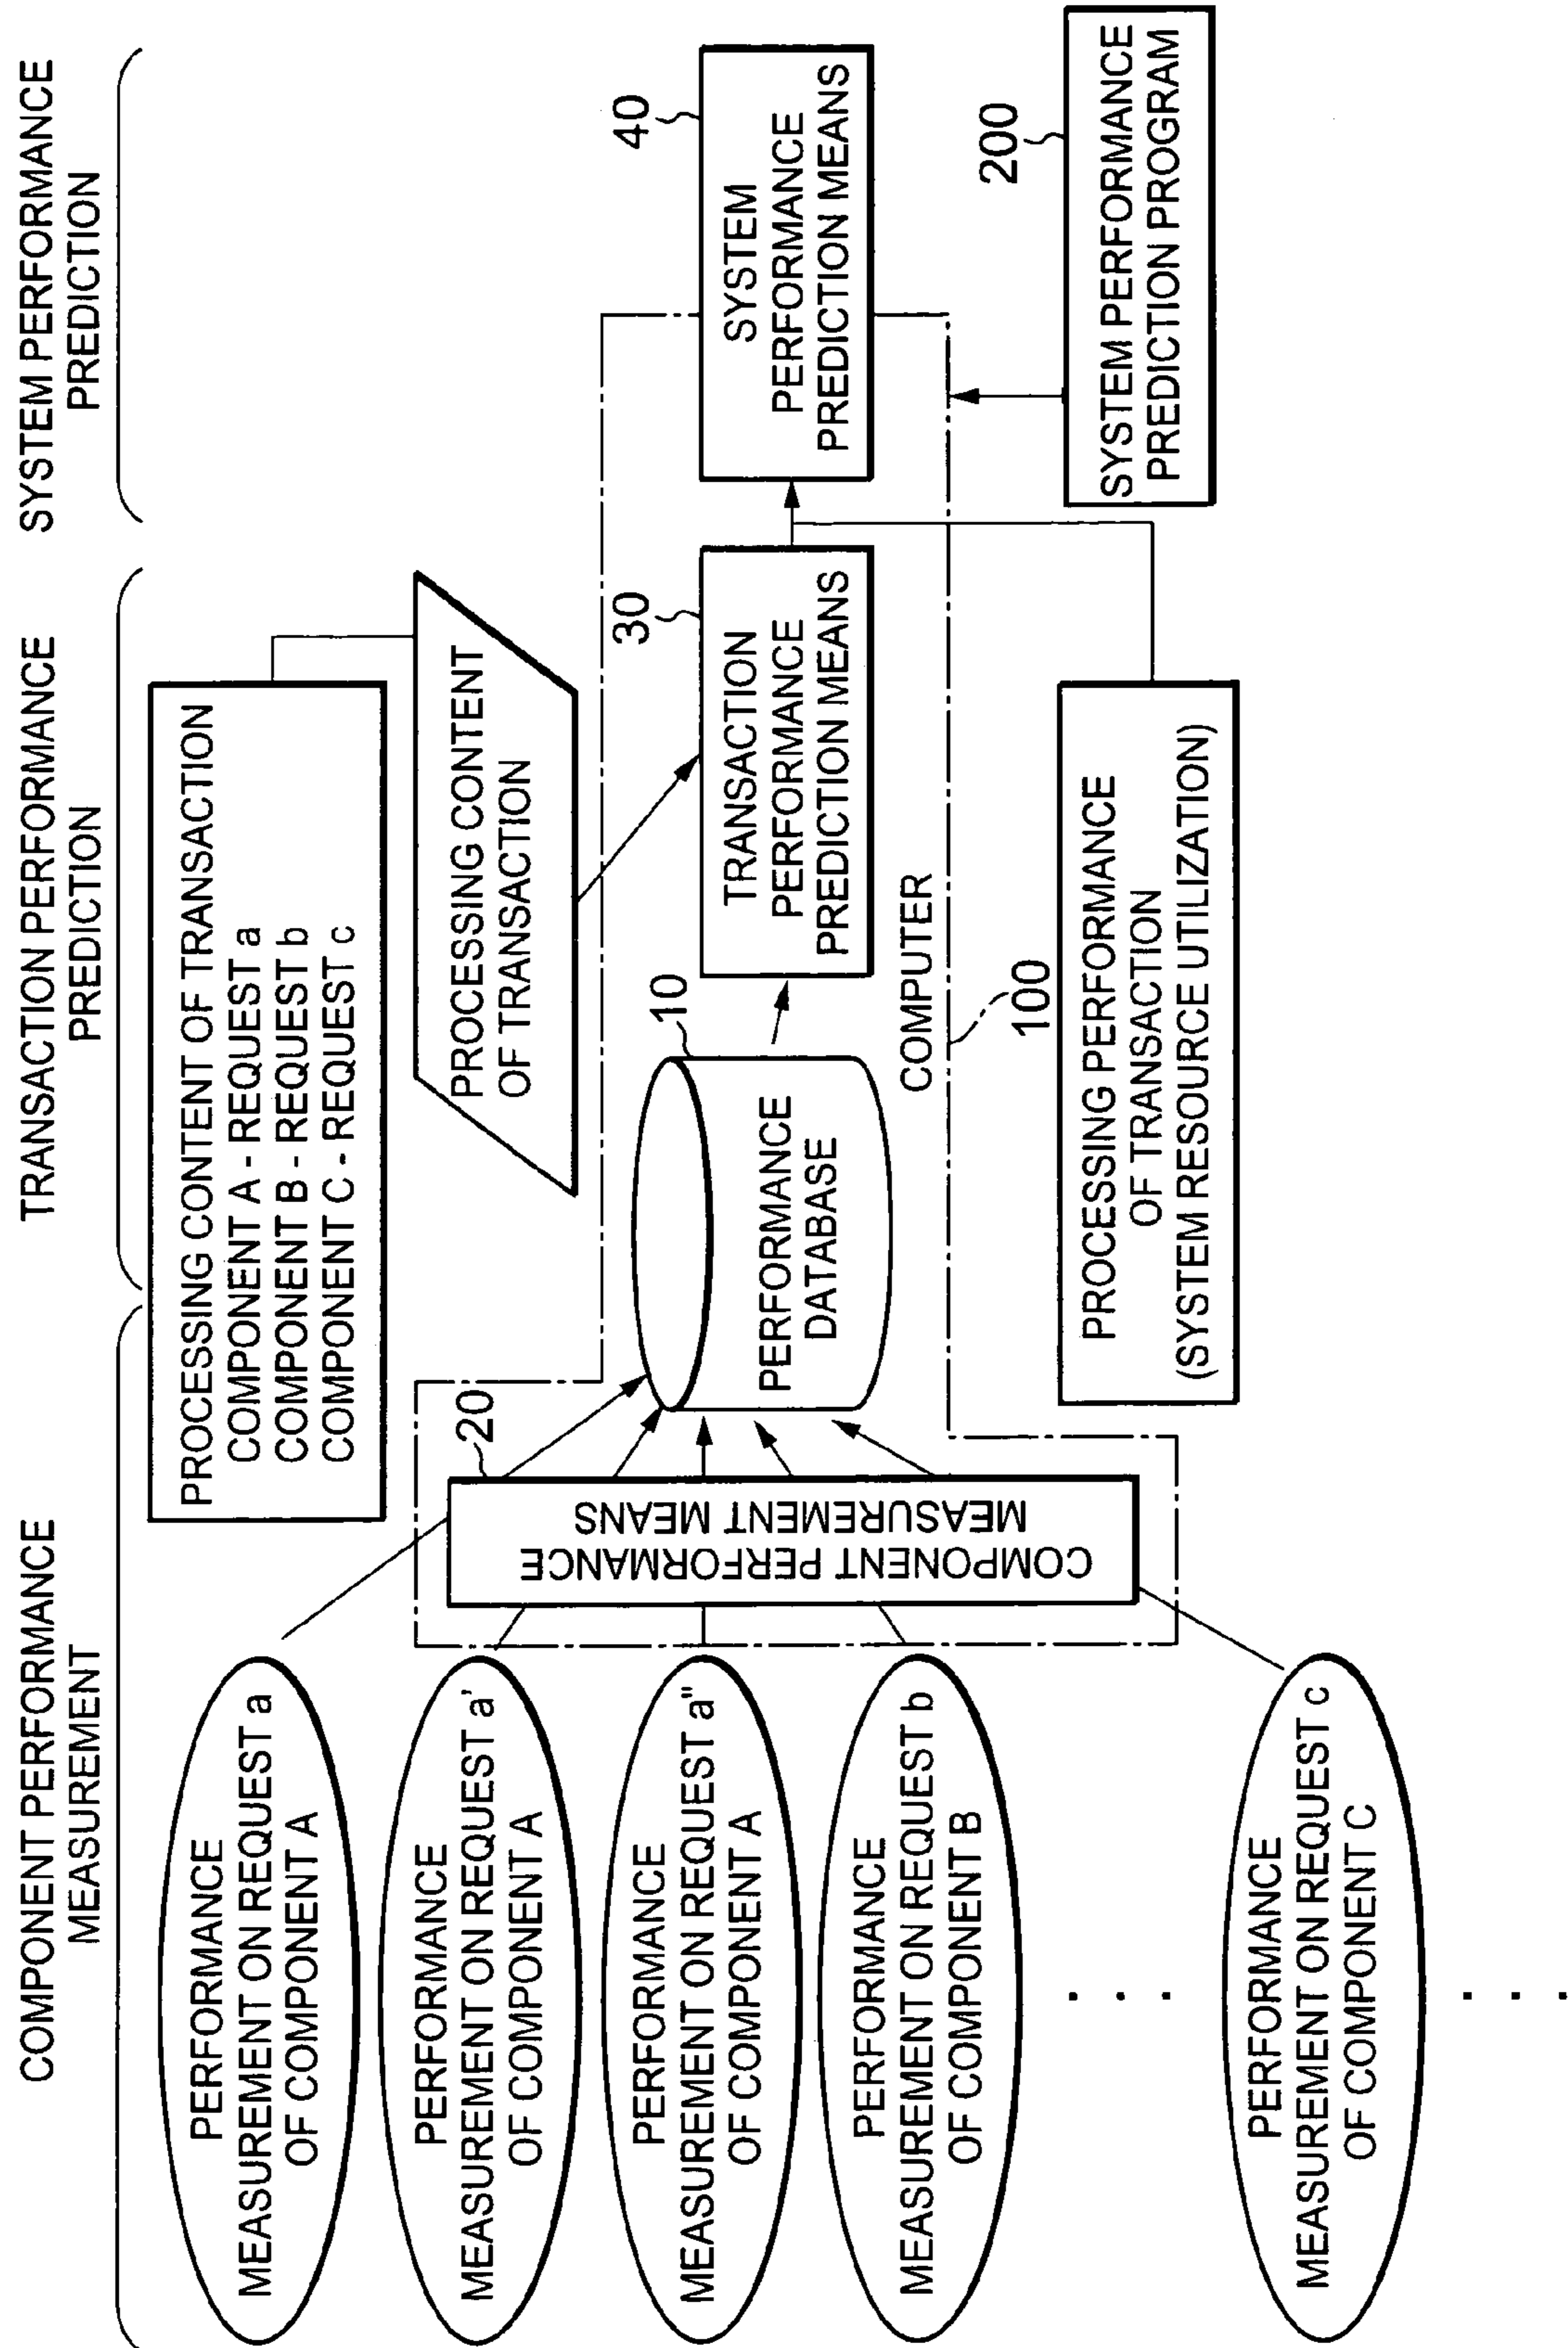 COMPONENT PERFORMANCE
MEASUREMENT
TRANSACTION PERFORMANCE
PREDICTION
SYSTEM PERFORMANCE
PREDICTION
PERFORMANCE
MEASUREMENT ON REQUEST a
OF COMPONENT A
PERFORMANCE
MEASUREMENT ON REQUEST a'
OF COMPONENT A
PERFORMANCE
MEASUREMENT ON REQUEST a"
OF COMPONENT A
PERFORMANCE
MEASUREMENT ON REQUEST b
OF COMPONENT B
. . .
PERFORMANCE
MEASUREMENT ON REQUEST c
OF COMPONENT C
. . .
20
COMPONENT PERFORMANCE
MEASUREMENT MEANS
PROCESSING CONTENT OF TRANSACTION
COMPONENT A - REQUEST a
COMPONENT B - REQUEST b
COMPONENT C - REQUEST c
PROCESSING CONTENT
OF TRANSACTION
10
PERFORMANCE
DATABASE
30
TRANSACTION
PERFORMANCE
PREDICTION MEANS
COMPUTER
100
PROCESSING PERFORMANCE
OF TRANSACTION
(SYSTEM RESOURCE UTILIZATION)
40
SYSTEM
PERFORMANCE
PREDICTION MEANS
200
SYSTEM PERFORMANCE
PREDICTION PROGRAM